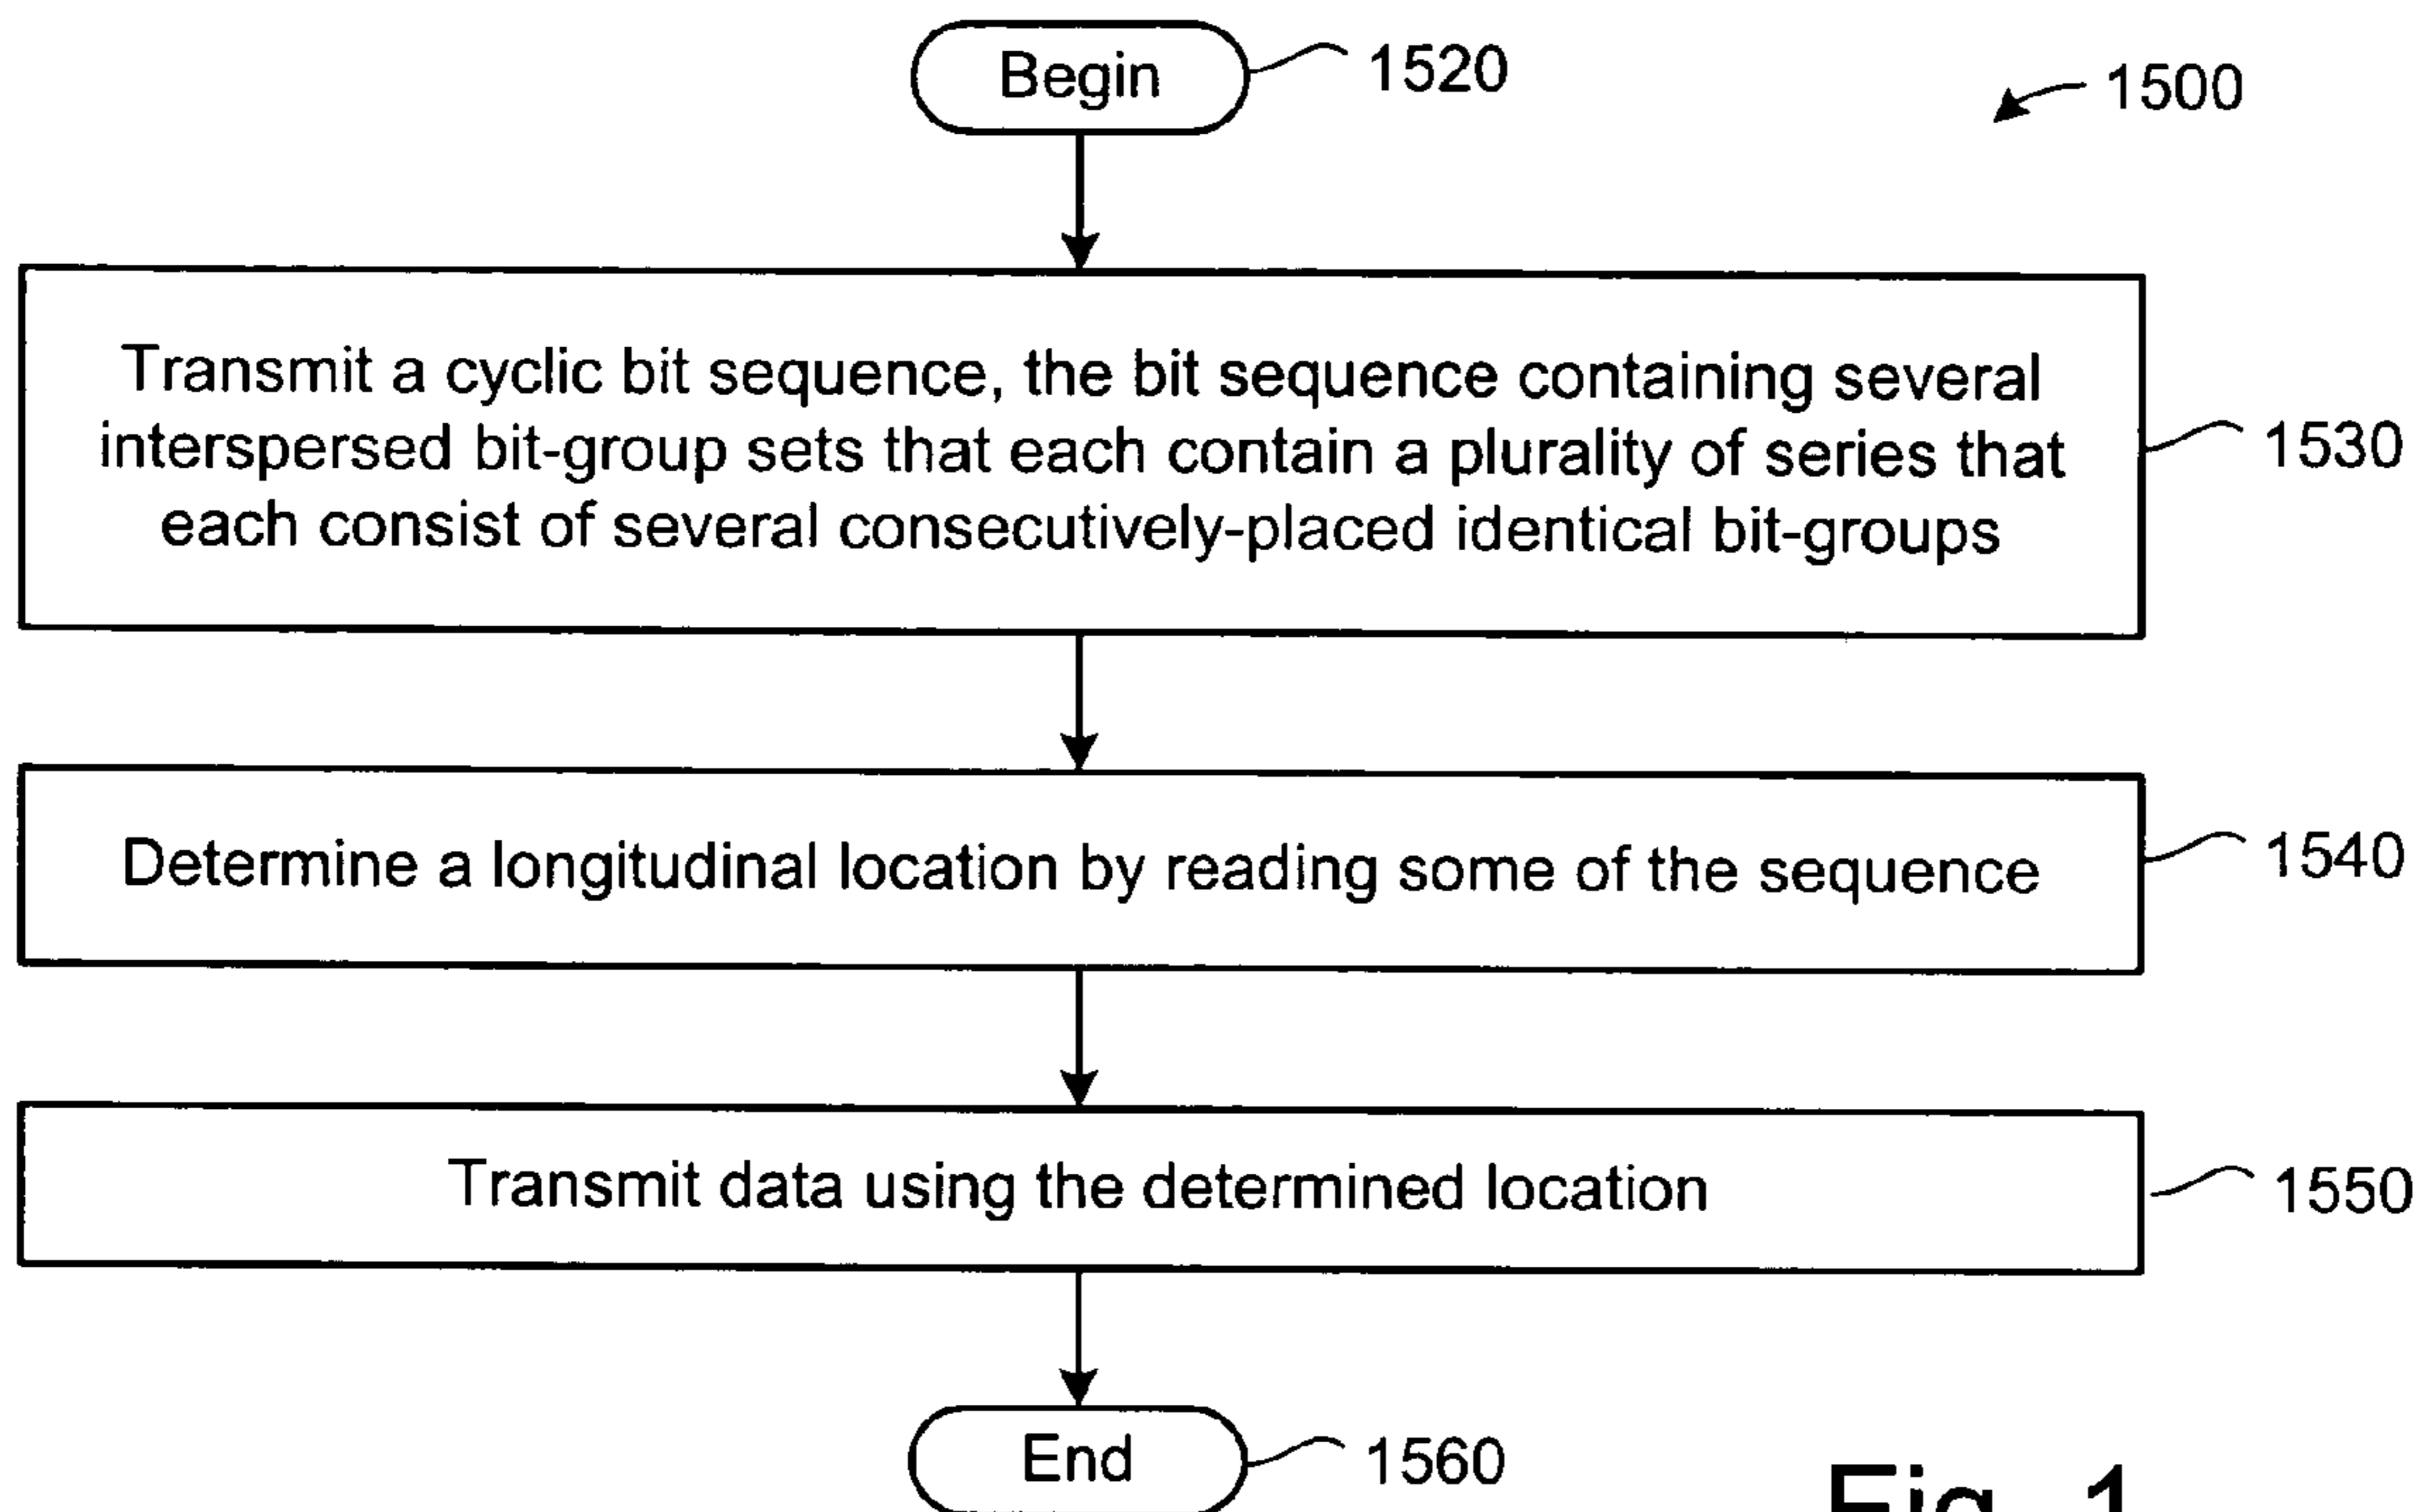 Begin
1520
1500
Transmit a cyclic bit sequence, the bit sequence containing several
interspersed bit-group sets that each contain a plurality of series that
each consist of several consecutively-placed identical bit-groups
1530
Determine a longitudinal location by reading some of the sequence
1540
Transmit data using the determined location
1550
End
1560
Fig. 1